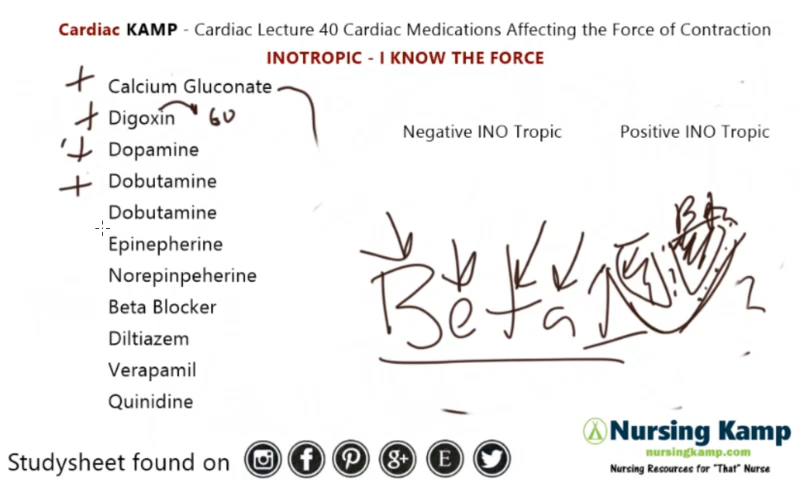 Cardiac KAMP - Cardiac Lecture 40 Cardiac Medications Affecting the Force of Contraction
INOTROPIC - I KNOW THE FORCE
+ Calcium Gluconate
+ Digoxin 60
+ Dopamine
+ Dobutamine
Dobutamine
Epinepherine
Norepinpeherine
Beta Blocker
Diltiazem
Verapamil
Quinidine
Negative INO Tropic
Positive INO Tropic
Beta 1
2
Studysheet found on
g+ E
Nursing Kamp
nursingkamp.com
Nursing Resources for "That" Nurse